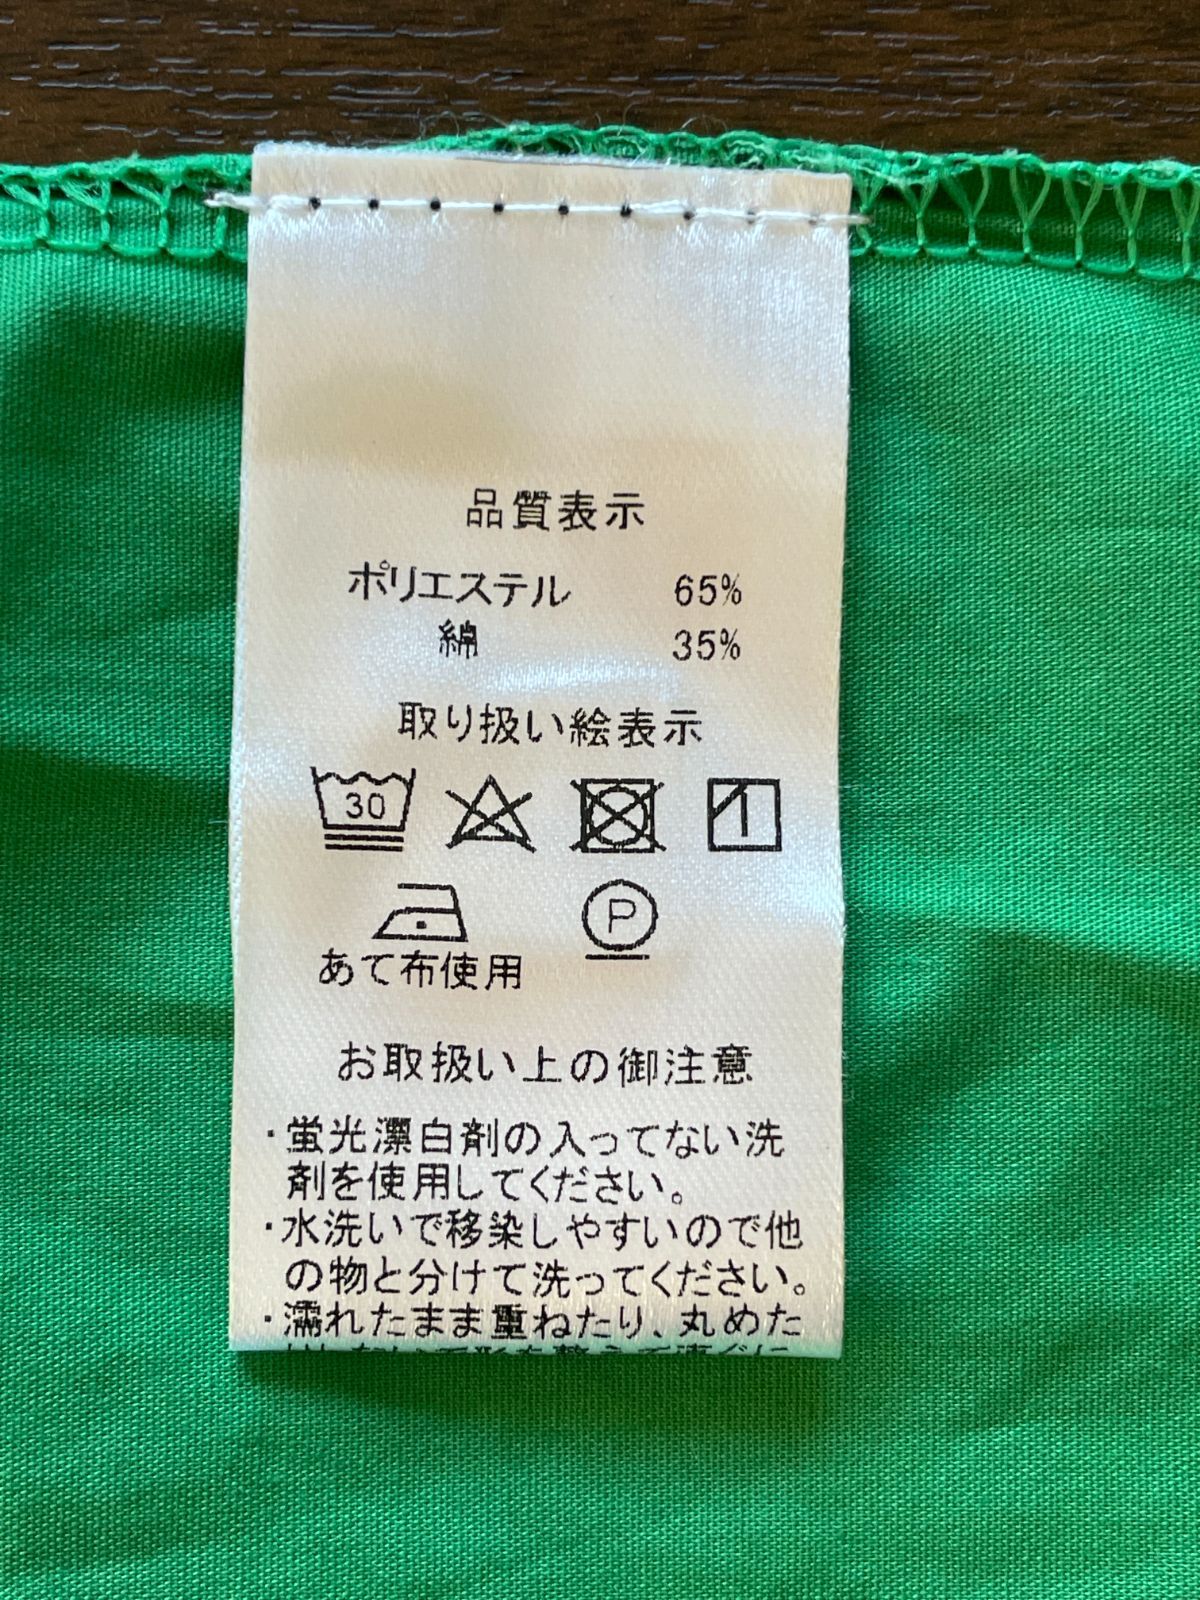 品質表示
ポリエステル 65%
綿 35%
取り扱い絵表示
30
P
あて布使用
お取扱い上の御注意
・蛍光漂白剤の入ってない洗
剤を使用してください。
・水洗いで移染しやすいので他
の物と分けて洗ってください。
・濡れたまま重ねたり、丸めた